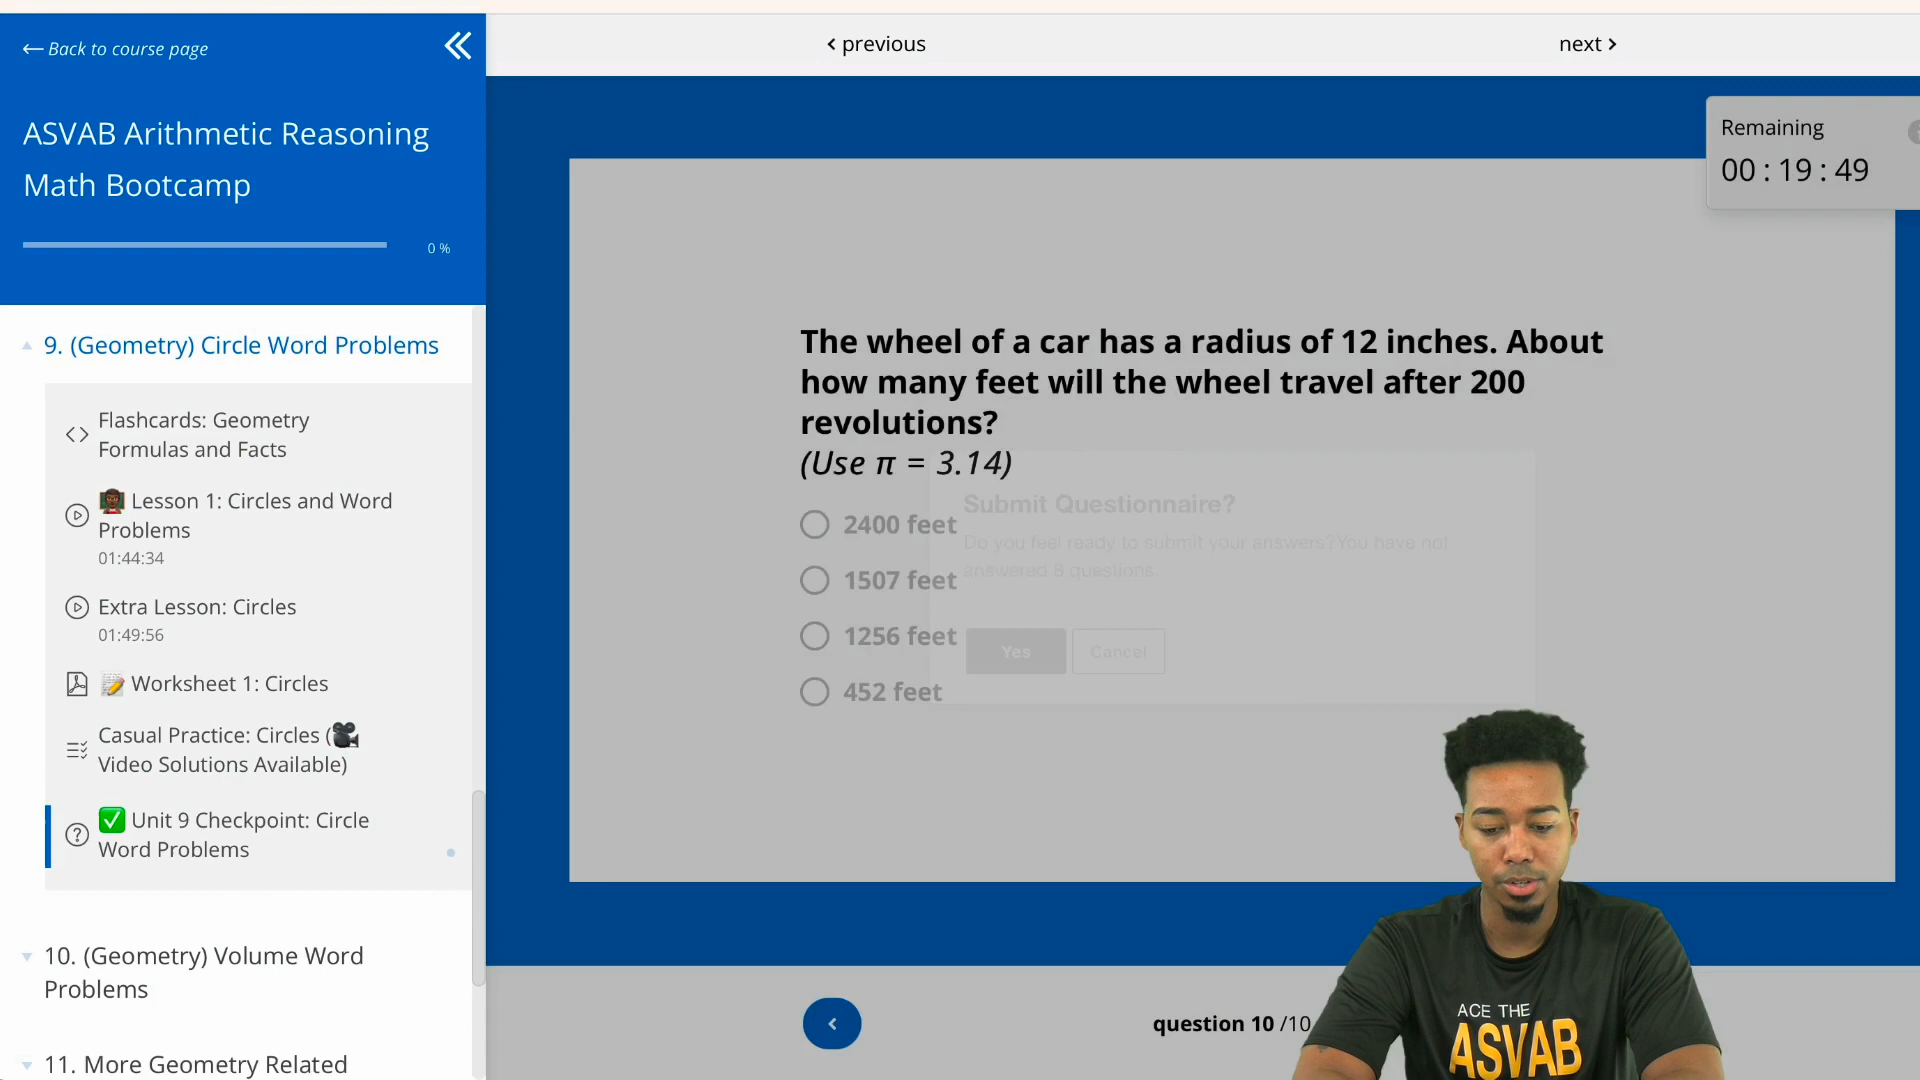 Back to course page
previous
next
ASVAB Arithmetic Reasoning
Math Bootcamp
0 %
Remaining
00 : 19 : 49
9. (Geometry) Circle Word Problems
Flashcards: Geometry
Formulas and Facts
Lesson 1: Circles and Word
Problems
01:44:34
Extra Lesson: Circles
01:49:56
Worksheet 1: Circles
Casual Practice: Circles (🎥
Video Solutions Available)
Unit 9 Checkpoint: Circle
Word Problems
10. (Geometry) Volume Word
Problems
11. More Geometry Related
The wheel of a car has a radius of 12 inches. About
how many feet will the wheel travel after 200
revolutions?
(Use π = 3.14)
2400 feet
1507 feet
1256 feet
452 feet
Submit Questionnaire?
Do you feel ready to submit your answers?You have not
answered 8 questions.
Yes
Cancel
question 10 /10
ACE THE
ASVAB